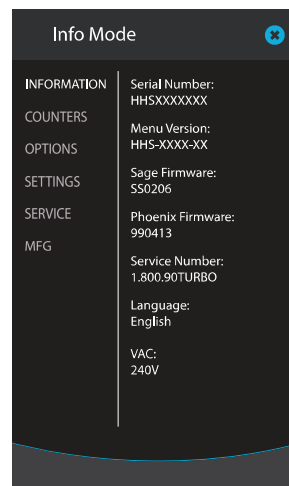 Info Mode
INFORMATION
COUNTERS
OPTIONS
SETTINGS
SERVICE
MFG
Serial Number:
HHSXXXXXXX
Menu Version:
HHS-XXXX-XX
Sage Firmware:
SS0206
Phoenix Firmware:
990413
Service Number:
1.800.90TURBO
Language:
English
VAC:
240V